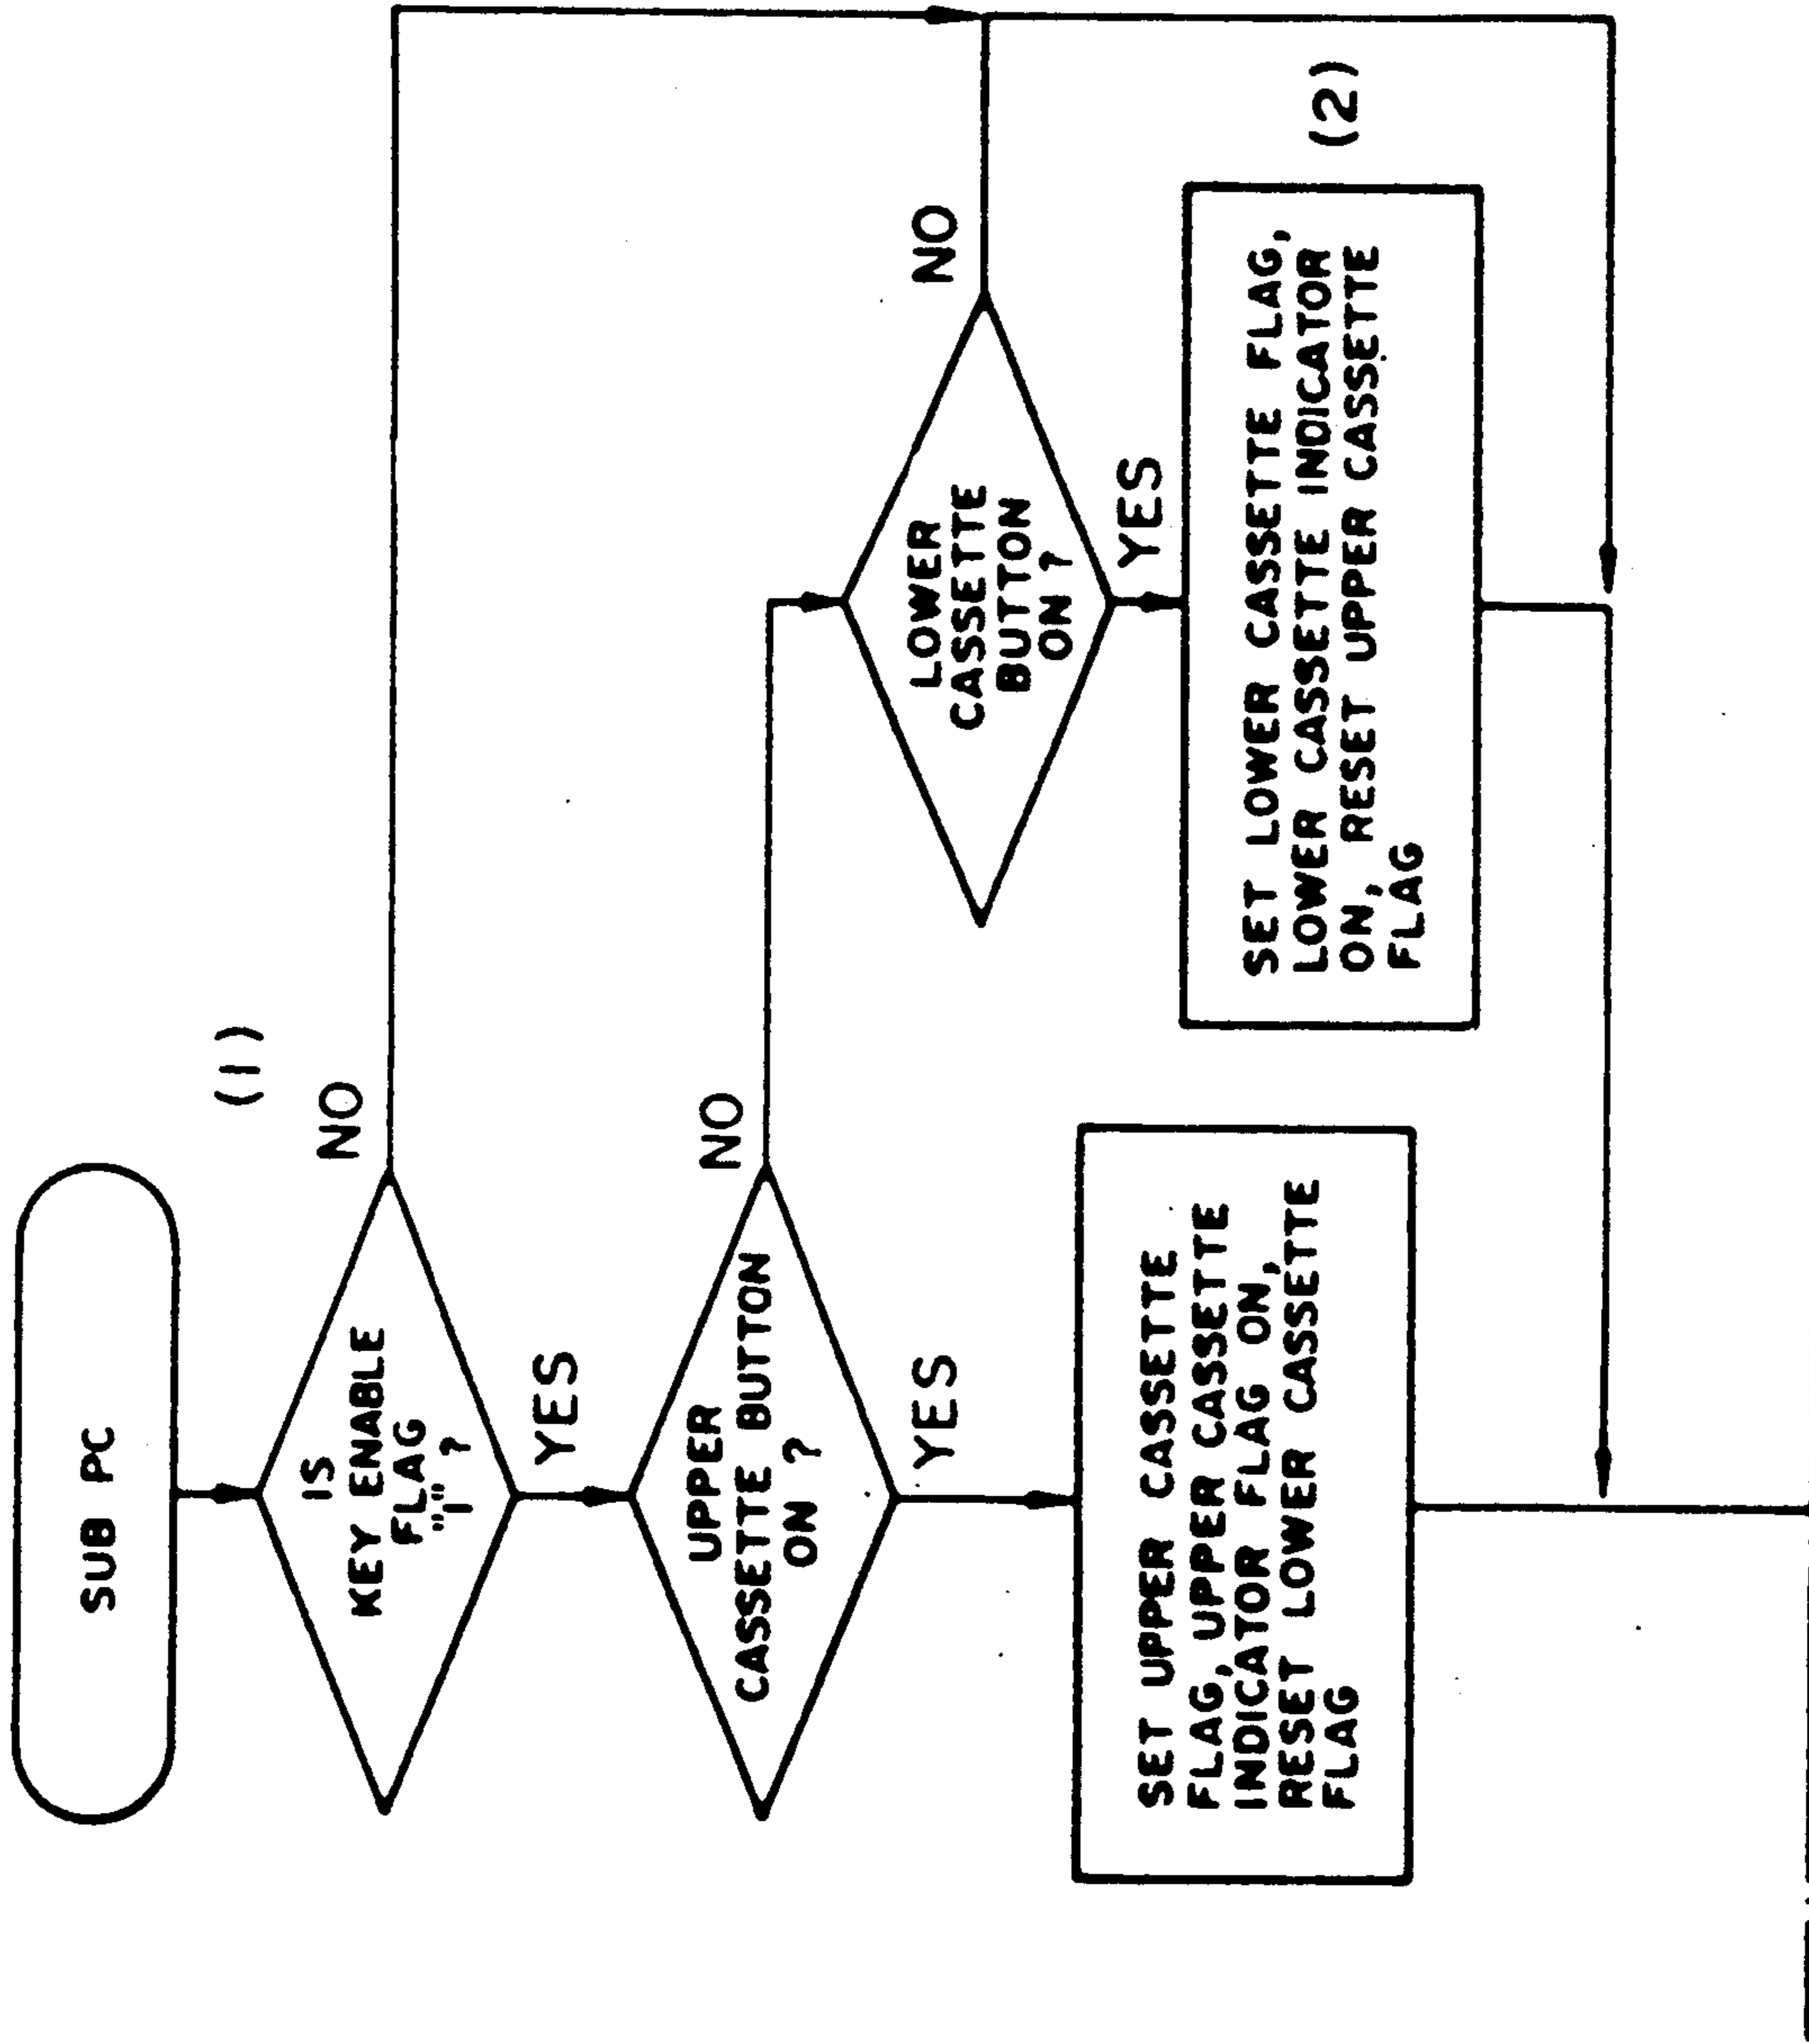 SUB PC
(1)
IS
KEY ENABLE
FLAG
"1" ?
NO
YES
UPPER
CASSETTE BUTTON
ON ?
NO
YES
LOWER
CASSETTE
BUTTON
ON ?
NO
YES
SET UPPER CASSETTE
FLAG, UPPER CASSETTE
INDICATOR FLAG ON,
RESET LOWER CASSETTE
FLAG
SET LOWER CASSETTE FLAG,
LOWER CASSETTE INDICATOR
ON, RESET UPPER CASSETTE
FLAG
(2)